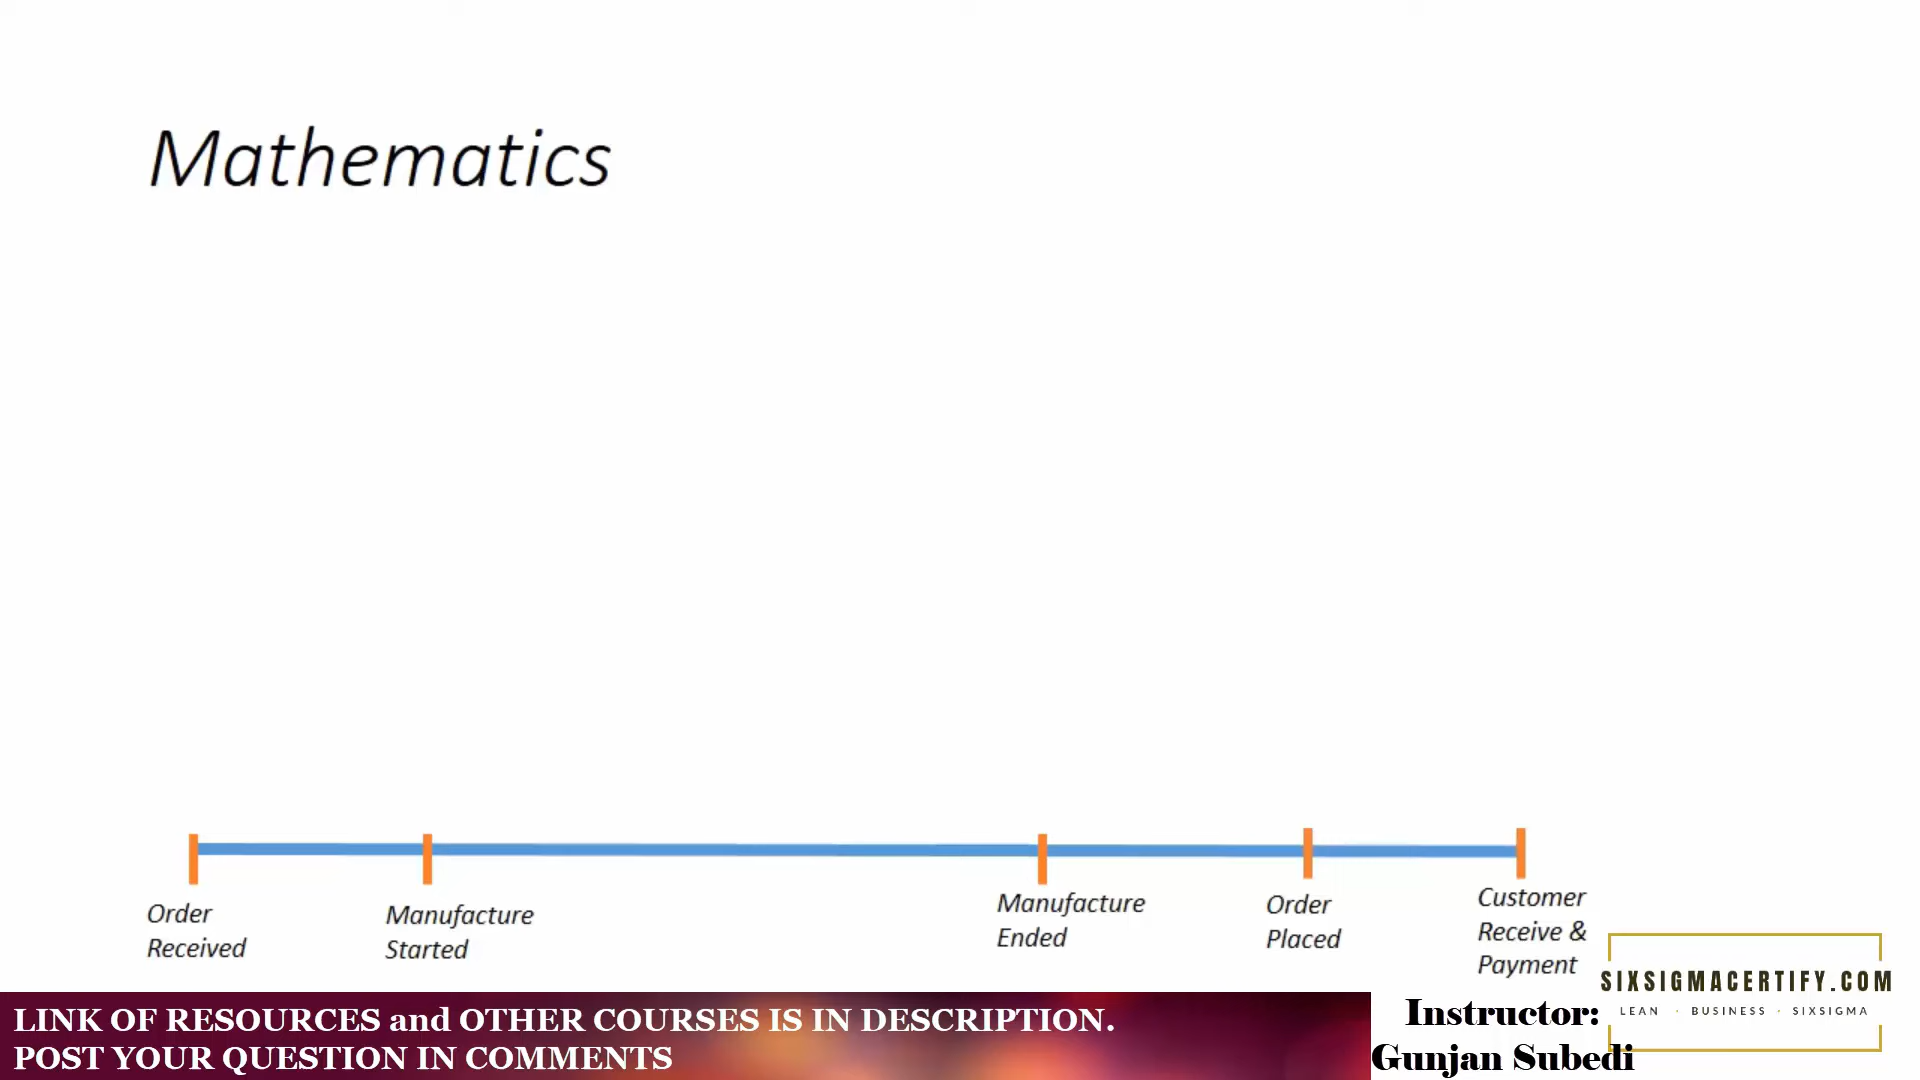 Mathematics
Order
Received
Manufacture
Started
Manufacture
Ended
Order
Placed
Customer
Receive &
Payment
SIXSIGMACERTIFY.COM
LEAN · BUSINESS · SIXSIGMA
LINK OF RESOURCES and OTHER COURSES IS IN DESCRIPTION.
POST YOUR QUESTION IN COMMENTS
Instructor:
Gunjan Subedi